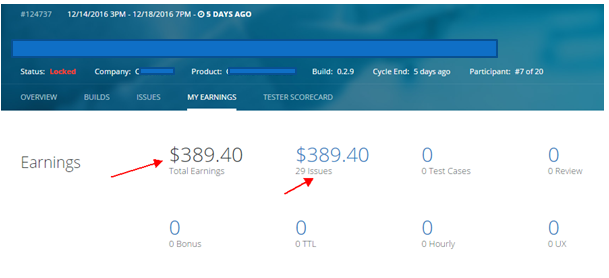 #124737 12/14/2016 3PM - 12/18/2016 7PM - 5 DAYS AGO
Status: Locked Company: C Product: Build: 0.2.9 Cycle End: 5 days ago Participant: #7 of 20
OVERVIEW BUILDS ISSUES MY EARNINGS TESTER SCORECARD
Earnings
$389.40 $389.40 0 0
Total Earnings 29 Issues 0 Test Cases 0 Review
0 0 0 0
0 Bonus 0 TTL 0 Hourly 0 UX